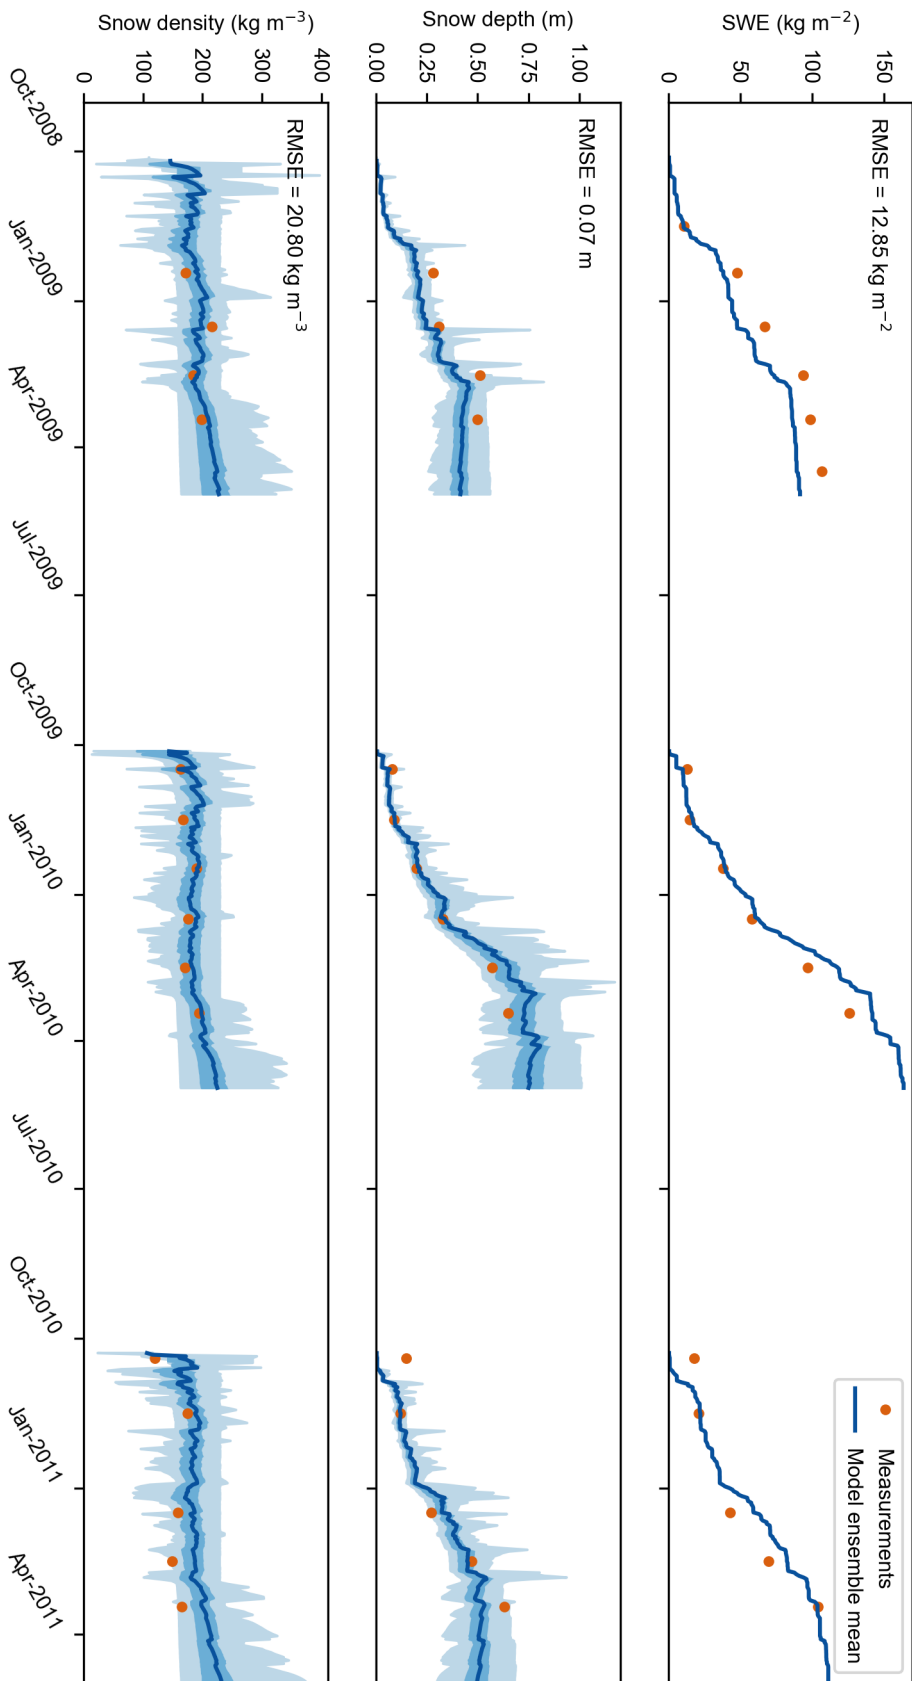 SWE (kg m⁻²)
0
50
100
150
RMSE = 12.85 kg m⁻²
Measurements
Model ensemble mean
Snow depth (m)
0.00
0.25
0.50
0.75
1.00
RMSE = 0.07 m
Snow density (kg m⁻³)
0
100
200
300
400
RMSE = 20.80 kg m⁻³
Oct-2008
Jan-2009
Apr-2009
Jul-2009
Oct-2009
Jan-2010
Apr-2010
Jul-2010
Oct-2010
Jan-2011
Apr-2011